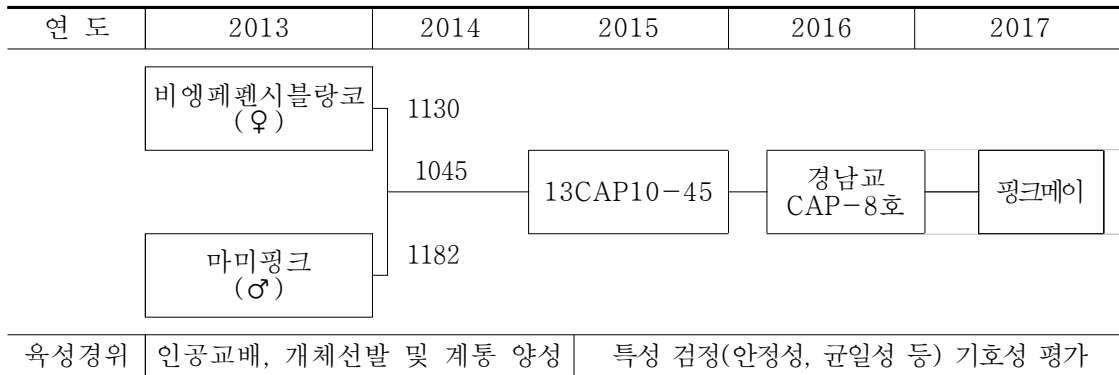 연 도 2013 2014 2015 2016 2017
비엥페펜시블랑코
(♀)
1130
1045
13CAP10-45
경남교
CAP-8호
핑크메이
마미핑크
(♂)
1182
육성경위 인공교배, 개체선발 및 계통 양성 특성 검정(안정성, 균일성 등) 기호성 평가